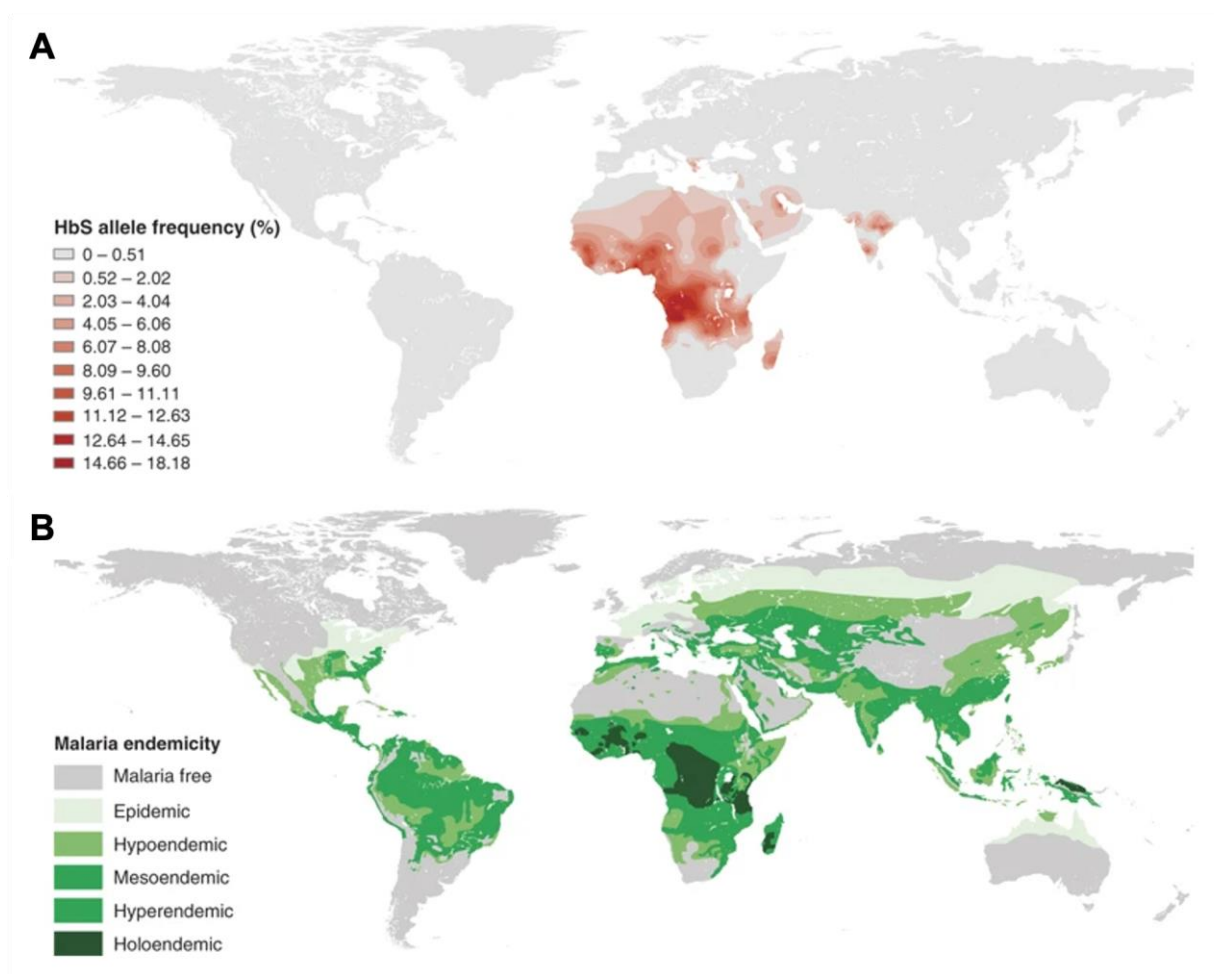 A
HbS allele frequency (%)
0 – 0.51
0.52 – 2.02
2.03 – 4.04
4.05 – 6.06
6.07 – 8.08
8.09 – 9.60
9.61 – 11.11
11.12 – 12.63
12.64 – 14.65
14.66 – 18.18
B
Malaria endemicity
Malaria free
Epidemic
Hypoendemic
Mesoendemic
Hyperendemic
Holoendemic